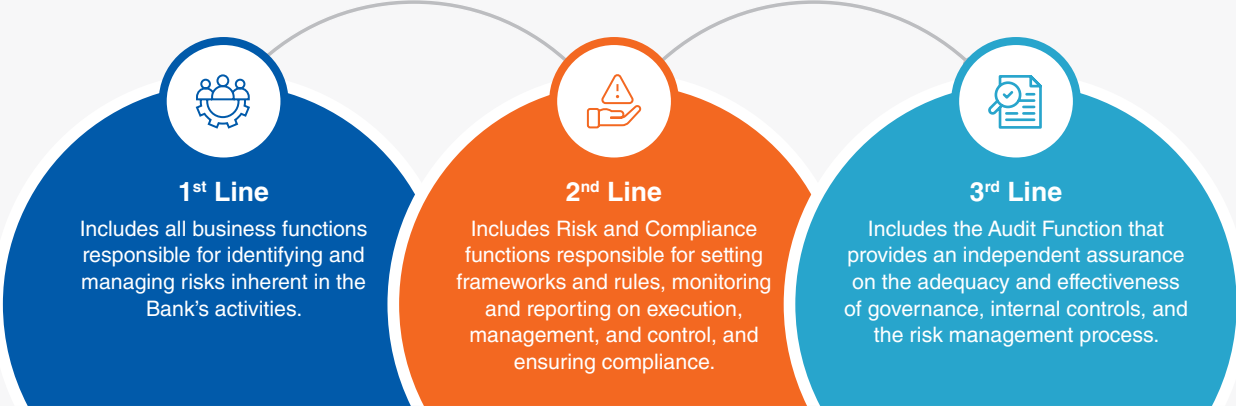 1st Line
Includes all business functions
responsible for identifying and
managing risks inherent in the
Bank’s activities.
2nd Line
Includes Risk and Compliance
functions responsible for setting
frameworks and rules, monitoring
and reporting on execution,
management, and control, and
ensuring compliance.
3rd Line
Includes the Audit Function that
provides an independent assurance
on the adequacy and effectiveness
of governance, internal controls, and
the risk management process.